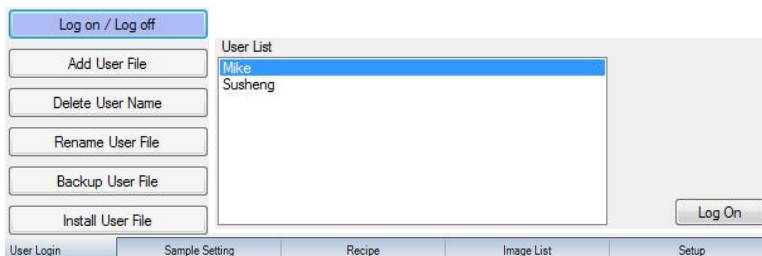 Log on / Log off
Add User File
Delete User Name
Rename User File
Backup User File
Install User File
User List
Mike
Susheng
Log On
User Login
Sample Setting
Recipe
Image List
Setup